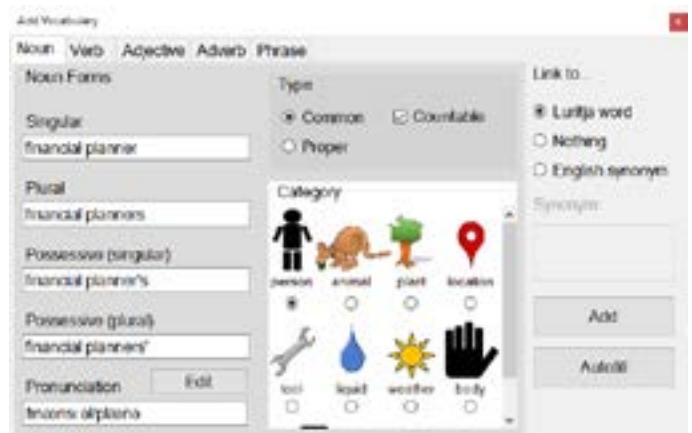 Add Vocabulary
Noun Verb Adjective Adverb Phrase
Noun Forms
Singular
financial planner
Plural
financial planners
Possessive (singular)
financial planner's
Possessive (plural)
financial planners'
Pronunciation Edit
Type
Common Countable
Proper
Category
person animal plant location
tool liquid weather body
Link to...
Luritja word
Nothing
English synonym
Synonym:
Add
Autofill